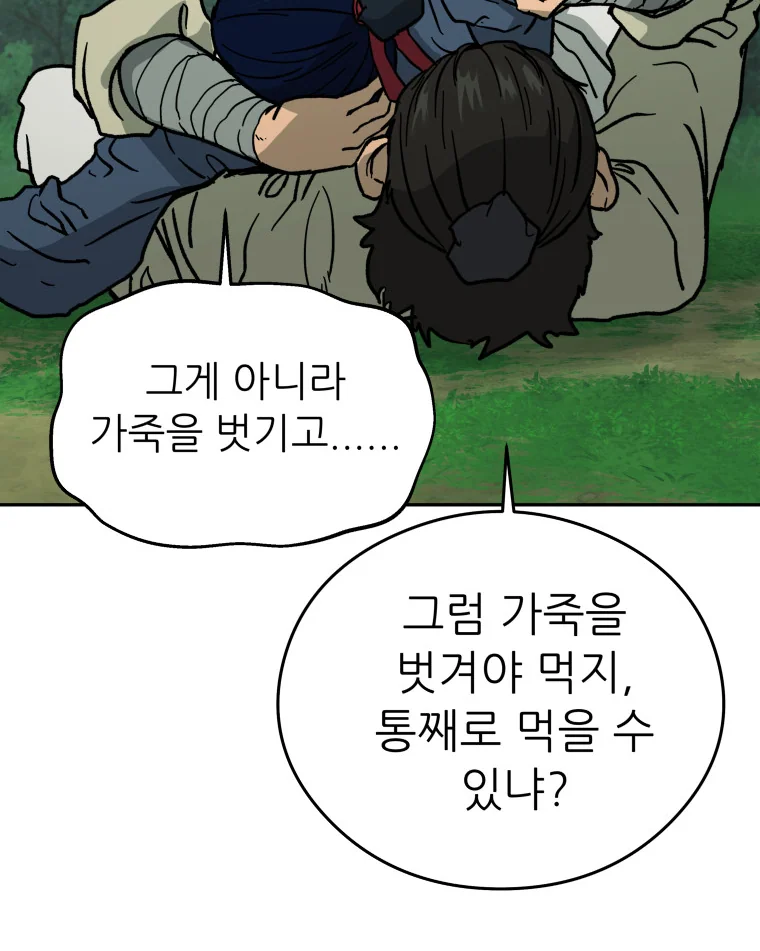 그게 아니라
가죽을 벗기고......
그럼 가죽을
벗겨야 먹지,
통째로 먹을 수
있냐?